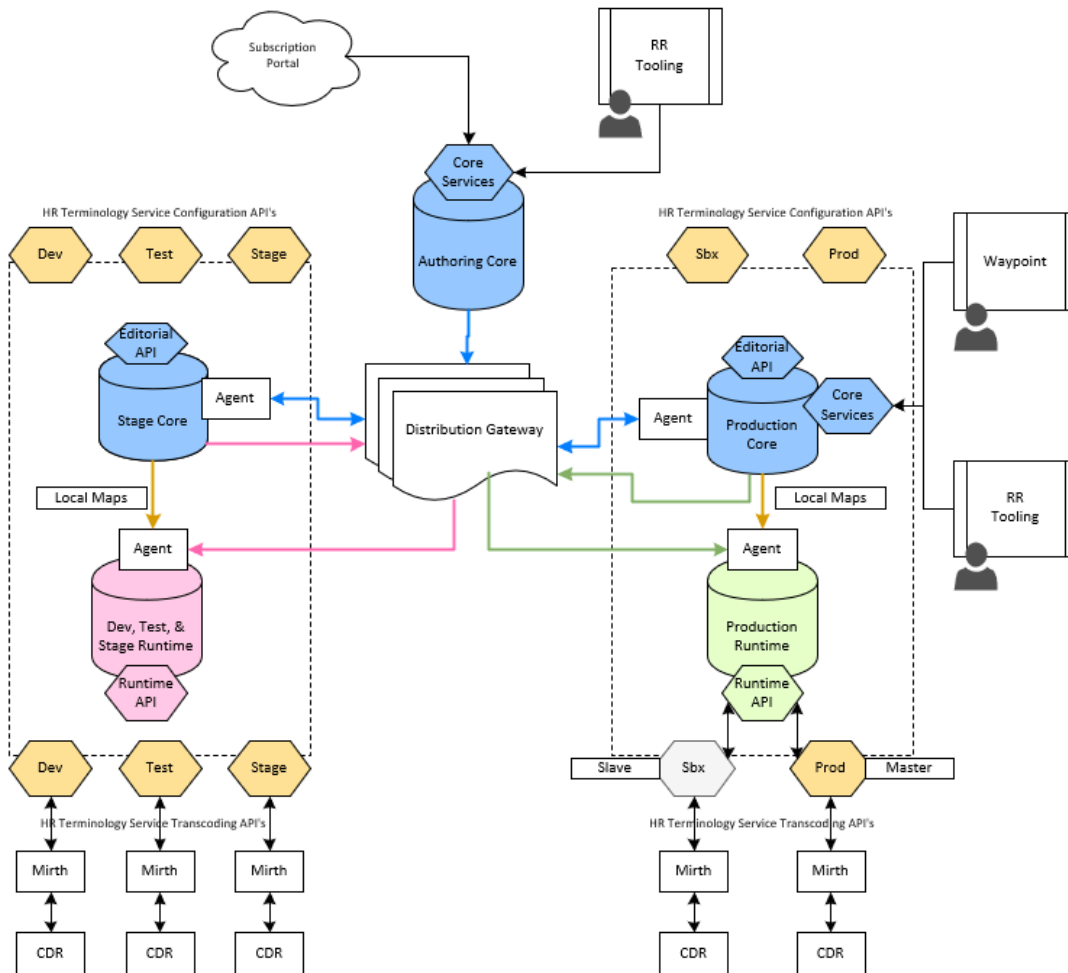 Subscription
Portal
RR
Tooling
Core
Services
Authoring Core
HR Terminology Service Configuration API's
Dev
Test
Stage
HR Terminology Service Configuration API's
Sbx
Prod
Waypoint
Editorial
API
Agent
Stage Core
Distribution Gateway
Editorial
API
Agent
Production
Core
Core
Services
Local Maps
Local Maps
RR
Tooling
Agent
Dev, Test, &
Stage Runtime
Runtime
API
Agent
Production
Runtime
Runtime
API
Dev
Test
Stage
Slave
Sbx
Prod
Master
HR Terminology Service Transcoding API's
HR Terminology Service Transcoding API's
Mirth
Mirth
Mirth
Mirth
Mirth
CDR
CDR
CDR
CDR
CDR